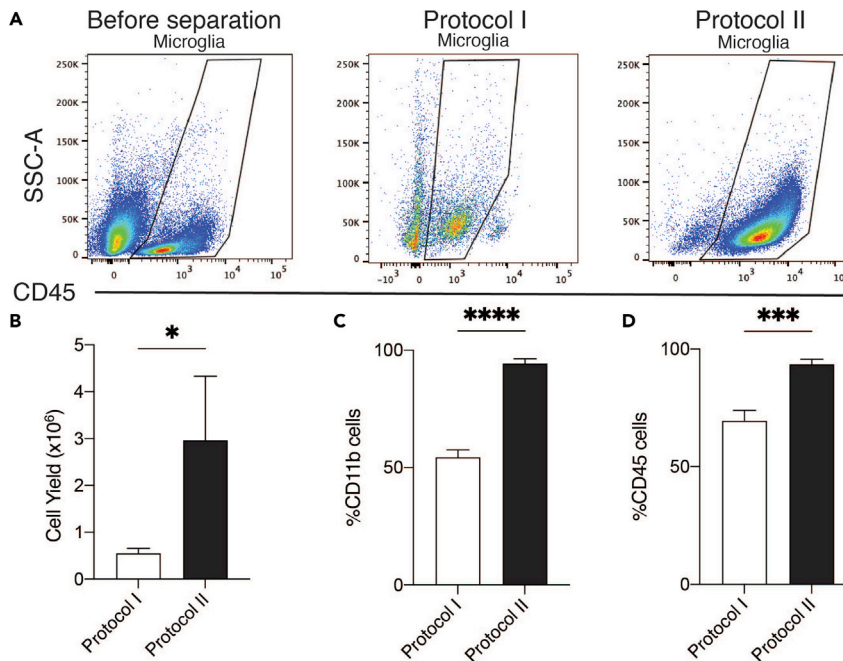 A
Before separation
Microglia
Protocol I
Microglia
Protocol II
Microglia
SSC-A
250K
200K
150K
100K
50K
0
0
10³
10⁴
10⁵
250K
200K
150K
100K
50K
0
-10³
0
10³
10⁴
10⁵
250K
200K
150K
100K
50K
0
0
10³
10⁴
10⁵
CD45
B
*
Cell Yield (x10⁶)
5
4
3
2
1
0
Protocol I
Protocol II
C
****
%CD11b cells
100
50
0
Protocol I
Protocol II
D
***
%CD45 cells
100
50
0
Protocol I
Protocol II